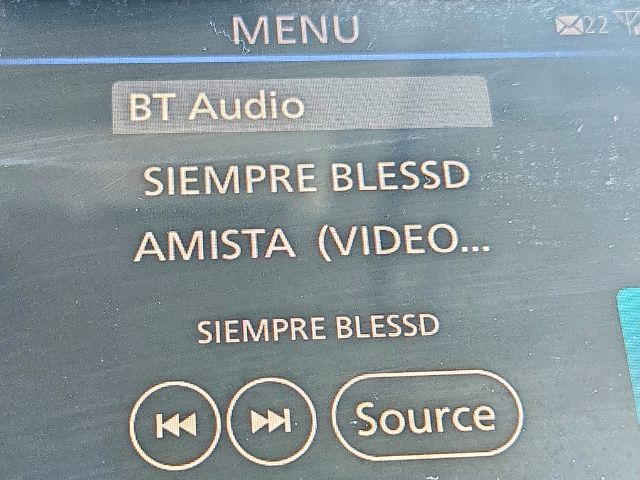 MENU
22
BT Audio
SIEMPRE BLESSD
AMISTA (VIDEO...
SIEMPRE BLESSD
Source